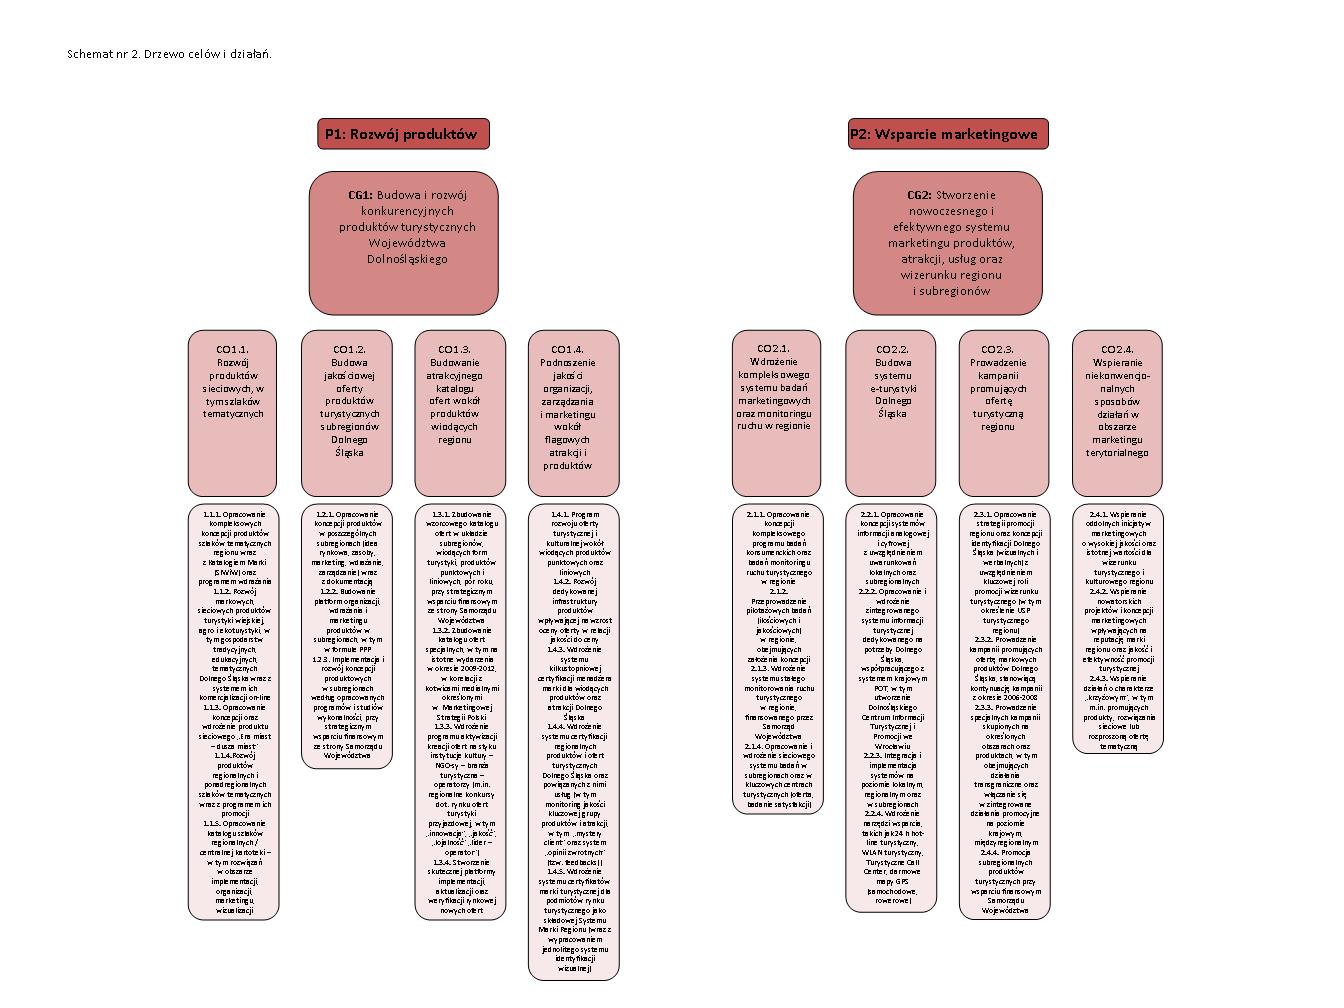 Schemat nr 2. Drzewo celów i działań.
P1: Rozwój produktów
CG1: Budowa i rozwój
konkurencyjnych
produktów turystycznych
Województwa
Dolnośląskiego
CO1.1.
Rozwój
produktów
sieciowych, w
tym szlaków
tematycznych
CO1.2.
Budowa
jakościowej
oferty
produktów
turystycznych
subregionów
Dolnego
Śląska
CO1.3.
Budowanie
atrakcyjnego
katalogu
ofert wokół
produktów
wiodących
regionu
CO1.4.
Podnoszenie
jakości
organizacji,
zarządzania
i marketingu
wokół
flagowych
atrakcji i
produktów
1.1.1. Opracowanie
kompleksowych
koncepcji produktów
szlaków tematycznych
regionu wraz
z Katalogiem Marki
(SIWIW) oraz
programem wdrażania
1.1.2. Rozwój
markowych,
sieciowych produktów
turystyki wiejskiej,
agro i ekoturystyki, w
tym gospodarstw
tradycyjnych,
edukacyjnych,
tematycznych
Dolnego Śląska wraz z
systemem ich
komercjalizacji on-line
1.1.3. Opracowanie
koncepcji oraz
wdrożenie produktu
sieciowego „Era miast
– dusza miast"
1.1.4.Rozwój
produktów
regionalnych i
ponadregionalnych
szlaków tematycznych
wraz z programem ich
promocji
1.1.5. Opracowanie
katalogu szlaków
regionalnych /
centralnej kartoteki –
w tym rozwiązań
w obszarze
implementacji,
organizacji,
marketingu,
wizualizacji
1.2.1. Opracowanie
koncepcji produktów
w poszczególnych
subregionach (idea
rynkowa, zasoby,
marketing, wdrażanie,
zarządzanie) wraz
z dokumentacją
1.2.2. Budowanie
platform organizacji,
wdrażania i
marketingu
produktów w
subregionach, w tym
w formule PPP
1.2.3. Implementacja i
rozwój koncepcji
produktowych
w subregionach
według opracowanych
programów i studiów
wykonalności, przy
strategicznym
wsparciu finansowym
ze strony Samorządu
Województwa
1.3.1. Zbudowanie
wzorcowego katalogu
ofert w układzie
subregionów,
wiodących form
turystyki, produktów
punktowych i
liniowych, pór roku,
przy strategicznym
wsparciu finansowym
ze strony Samorządu
Województwa
1.3.2. Zbudowanie
katalogu ofert
specjalnych, w tym na
istotne wydarzenia
w okresie 2009-2012,
w korelacji z
kotwicami medialnymi
określonymi
w Marketingowej
Strategii Polski
1.3.3. Wdrożenie
programu aktywizacji
kreacji ofert na styku
instytucje kultury –
NGO-sy – branża
turystyczna –
operatorzy (m.in.
regionalne konkursy
dot. rynku ofert
turystyki
przyjazdowej, w tym
„innowacja", „jakość",
„lojalność", „lider –
operator")
1.3.4. Stworzenie
skutecznej platformy
implementacji,
aktualizacji oraz
weryfikacji rynkowej
nowych ofert
1.4.1. Program
rozwoju oferty
turystycznej i
kulturalnej wokół
wiodących produktów
punktowych oraz
liniowych
1.4.2. Rozwój
dedykowanej
infrastruktury
produktów
wpływającej na wzrost
oceny oferty w relacji
jakości do ceny
1.4.3. Wdrożenie
systemu
kilkustopniowej
certyfikacji menadżera
marki dla wiodących
produktów oraz
atrakcji Dolnego
Śląska
1.4.4. Wdrożenie
systemu certyfikacji
regionalnych
produktów i ofert
turystycznych
Dolnego Śląska oraz
powiązanych z nimi
usług (w tym
monitoring jakości
kluczowej grupy
produktów i atrakcji,
w tym „mystery
client" oraz system
„opinii zwrotnych"
(tzw. feedbacks))
1.4.5. Wdrożenie
systemu certyfikatów
marki turystycznej dla
podmiotów rynku
turystycznego jako
składowej Systemu
Marki Regionu (wraz z
wypracowaniem
jednolitego systemu
identyfikacji
wizualnej)
P2: Wsparcie marketingowe
CG2: Stworzenie
nowoczesnego i
efektywnego systemu
marketingu produktów,
atrakcji, usług oraz
wizerunku regionu
i subregionów
CO2.1.
Wdrożenie
kompleksowego
systemu badań
marketingowych
oraz monitoringu
ruchu w regionie
CO2.2.
Budowa
systemu
e-turystyki
Dolnego
Śląska
CO2.3.
Prowadzenie
kampanii
promujących
ofertę
turystyczną
regionu
CO2.4.
Wspieranie
niekonwencjo-
nalnych
sposobów
działań w
obszarze
marketingu
terytorialnego
2.1.1. Opracowanie
koncepcji
kompleksowego
programu badań
konsumenckich oraz
badań monitoringu
ruchu turystycznego
w regionie
2.1.2.
Przeprowadzenie
pilotażowych badań
(ilościowych i
jakościowych)
w regionie,
obejmujących
założenia koncepcji
2.1.3. Wdrożenie
systemu stałego
monitorowania ruchu
turystycznego
w regionie,
finansowanego przez
Samorząd
Województwa
2.1.4. Opracowanie i
wdrożenie sieciowego
systemu badań w
subregionach oraz w
kluczowych centrach
turystycznych (oferta,
badanie satysfakcji)
2.2.1. Opracowanie
koncepcji systemów
informacji analogowej
i cyfrowej
z uwzględnieniem
uwarunkowań
lokalnych oraz
subregionalnych
2.2.2. Opracowanie i
wdrożenie
zintegrowanego
systemu informacji
turystycznej
dedykowanego na
potrzeby Dolnego
Śląska,
współpracującego z
systemem krajowym
POT, w tym
utworzenie
Dolnośląskiego
Centrum Informacji
Turystycznej i
Promocji we
Wrocławiu
2.2.3. Integracja i
implementacja
systemów na
poziomie lokalnym,
regionalnym oraz
w subregionach
2.2.4. Wdrożenie
narzędzi wsparcia,
takich jak 24 h hot-
line turystyczny,
WLAN turystyczny,
Turystyczne Call
Center, darmowe
mapy GPS
(samochodowe,
rowerowe)
2.3.1. Opracowanie
strategii promocji
regionu oraz koncepcji
identyfikacji Dolnego
Śląska (wizualnych i
werbalnych) z
uwzględnieniem
kluczowej roli
promocji wizerunku
turystycznego (w tym
określenie USP
turystycznego
regionu)
2.3.2. Prowadzenie
kampanii promujących
ofertę markowych
produktów Dolnego
Śląska, stanowiącą
kontynuację kampanii
z okresie 2006-2008
2.3.3. Prowadzenie
specjalnych kampanii
skupionych na
określonych
obszarach oraz
produktach, w tym
obejmujących
działania
transgraniczne oraz
włączanie się
w zintegrowane
działania promocyjne
na poziomie
krajowym,
międzyregionalnym
2.4.4. Promocja
subregionalnych
produktów
turystycznych przy
wsparciu finansowym
Samorządu
Województwa
2.4.1. Wspieranie
oddolnych inicjatyw
marketingowych
o wysokiej jakości oraz
istotnej wartości dla
wizerunku
turystycznego i
kulturowego regionu
2.4.2. Wspieranie
nowatorskich
projektów i koncepcji
marketingowych
wpływających na
reputację marki
regionu oraz jakość i
efektywność promocji
turystycznej
2.4.3. Wspieranie
działań o charakterze
„krzyżowym", w tym
m.in. promujących
produkty, rozwiązania
sieciowe lub
rozproszoną ofertę
tematyczną